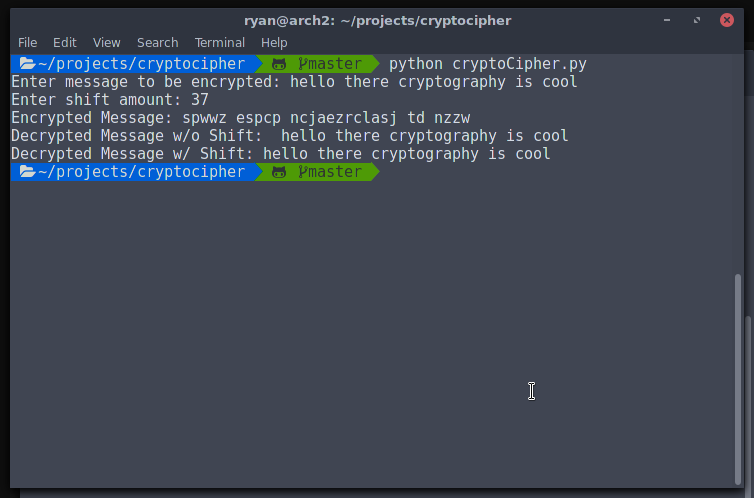 ryan@arch2: ~/projects/cryptocipher
File Edit View Search Terminal Help
~/projects/cryptocipher master python cryptoCipher.py
Enter message to be encrypted: hello there cryptography is cool
Enter shift amount: 37
Encrypted Message: spwwz espcp ncjaezrclasj td nzzw
Decrypted Message w/o Shift:  hello there cryptography is cool
Decrypted Message w/ Shift: hello there cryptography is cool
~/projects/cryptocipher master